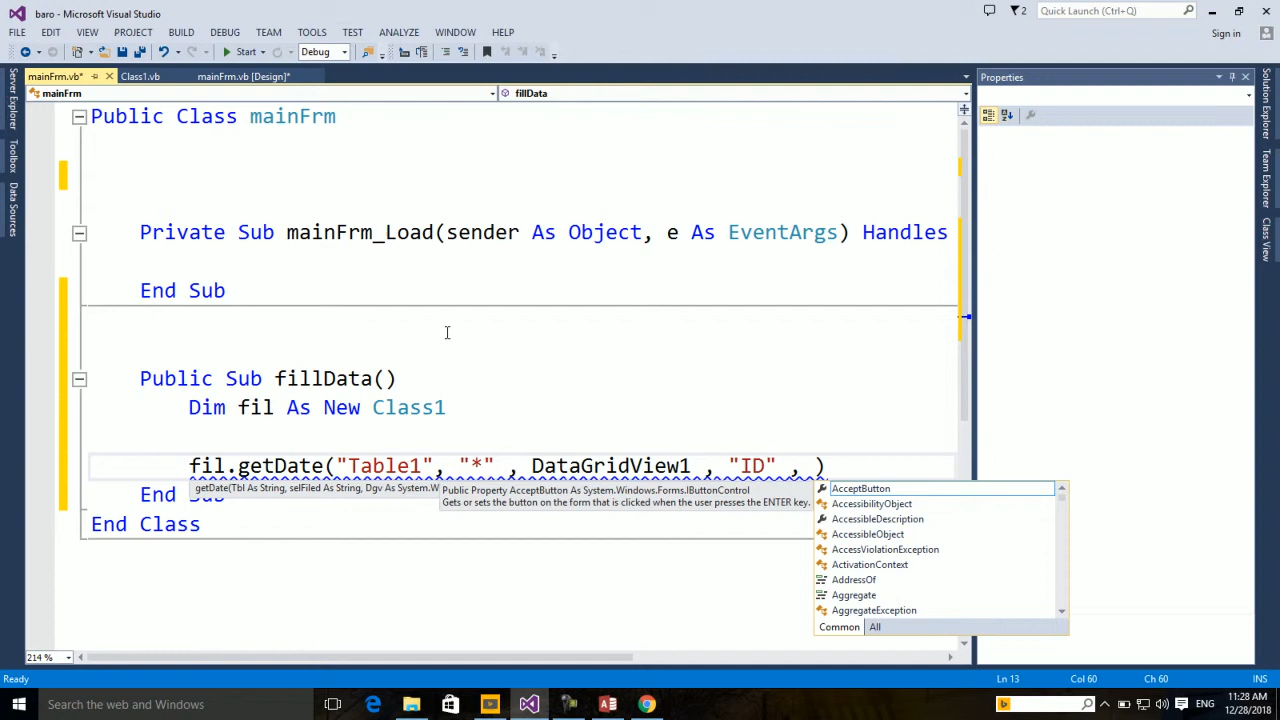 baro - Microsoft Visual Studio
2
Quick Launch (Ctrl+Q)
FILE EDIT VIEW PROJECT BUILD DEBUG TEAM TOOLS TEST ANALYZE WINDOW HELP
Sign in
Start
Debug
mainFrm.vb*
Class1.vb
mainFrm.vb [Design]*
Properties
mainFrm
fillData
Server Explorer
Toolbox
Data Sources
Solution Explorer
Team Explorer
Class View
Public Class mainFrm
Private Sub mainFrm_Load(sender As Object, e As EventArgs) Handles
End Sub
Public Sub fillData()
Dim fil As New Class1
fil.getDate("Table1", "*" , DataGridView1 , "ID" , )
getDate(Tbl As String, selFiled As String, Dgv As System.W
Public Property AcceptButton As System.Windows.Forms.IButtonControl
Gets or sets the button on the form that is clicked when the user presses the ENTER key.
End Sub
End Class
AcceptButton
AccessibilityObject
AccessibleDescription
AccessibleObject
AccessViolationException
ActivationContext
AddressOf
Aggregate
AggregateException
Common All
214 %
Ready
Ln 13
Col 60
Ch 60
INS
Search the web and Windows
11:28 AM
12/28/2018